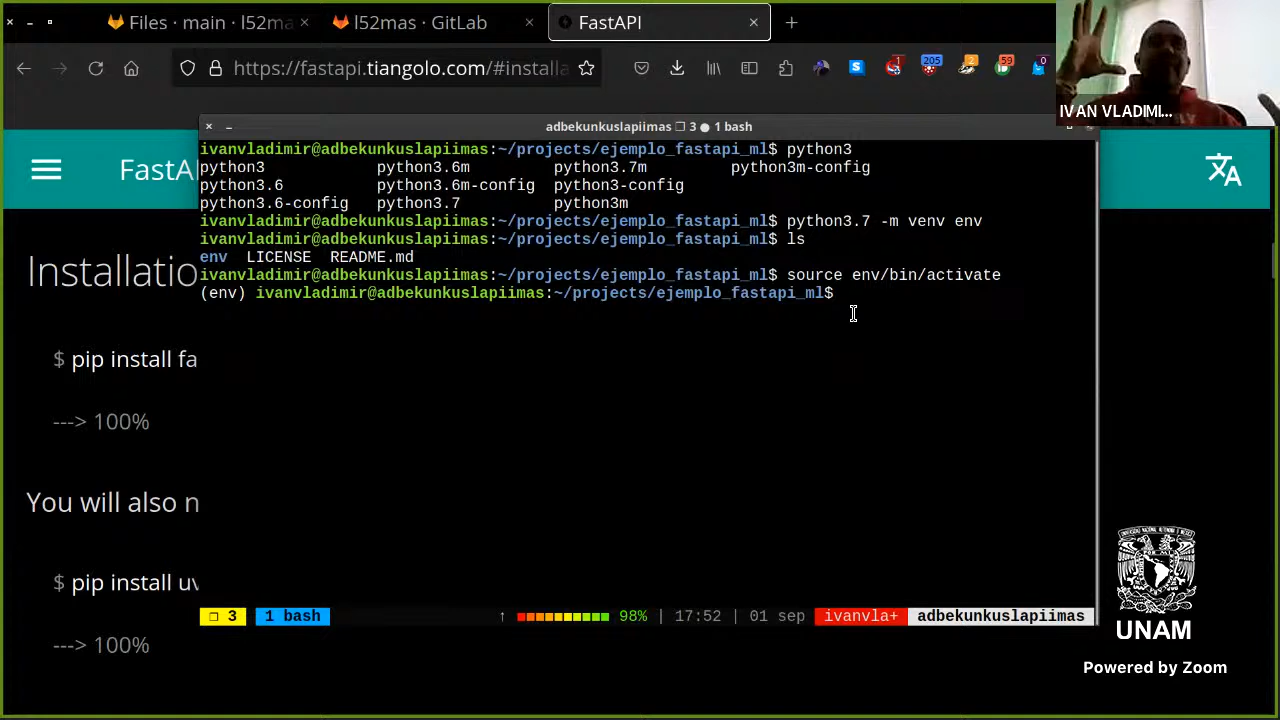 Files · main · l52ma
l52mas · GitLab
FastAPI
https://fastapi.tiangolo.com/#installa
205
2
59
0
1
IVAN VLADIMI...
adbekunkuslapiimas ❐ 3 ● 1 bash
FastA
ivanvladimir@adbekunkuslapiimas:~/projects/ejemplo_fastapi_ml$ python3
python3 python3.6m python3.7m python3m-config
python3.6 python3.6m-config python3-config
python3.6-config python3.7 python3m
ivanvladimir@adbekunkuslapiimas:~/projects/ejemplo_fastapi_ml$ python3.7 -m venv env
ivanvladimir@adbekunkuslapiimas:~/projects/ejemplo_fastapi_ml$ ls
env LICENSE README.md
ivanvladimir@adbekunkuslapiimas:~/projects/ejemplo_fastapi_ml$ source env/bin/activate
(env) ivanvladimir@adbekunkuslapiimas:~/projects/ejemplo_fastapi_ml$
Installatio
$ pip install fa
---> 100%
You will also n
$ pip install uv
---> 100%
❐ 3 1 bash ↑ 98% | 17:52 | 01 sep ivanvla+ adbekunkuslapiimas
UNAM
Powered by Zoom